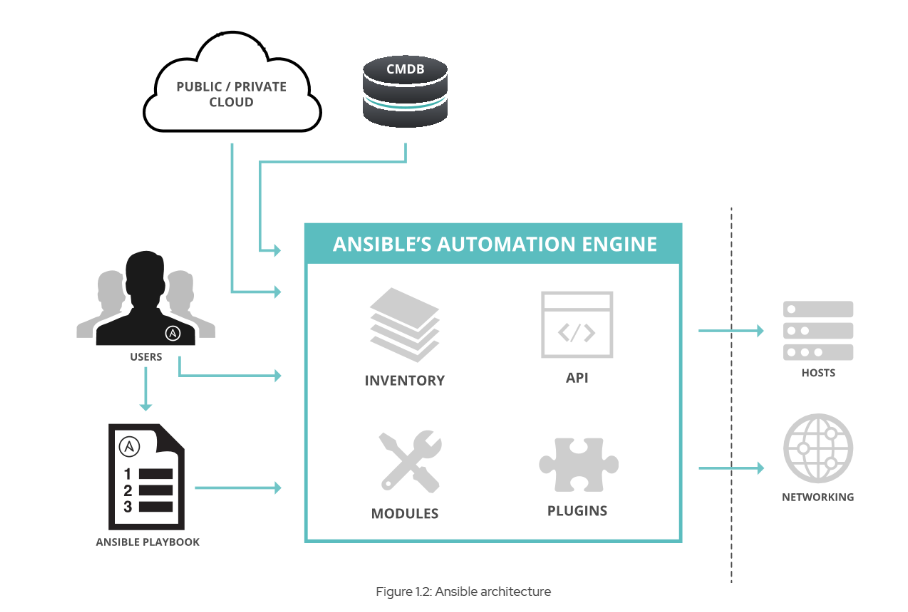 PUBLIC / PRIVATE
CLOUD
CMDB
ANSIBLE'S AUTOMATION ENGINE
USERS
A
INVENTORY
API
</>
HOSTS
A
1
2
3
MODULES
PLUGINS
NETWORKING
ANSIBLE PLAYBOOK
Figure 1.2: Ansible architecture